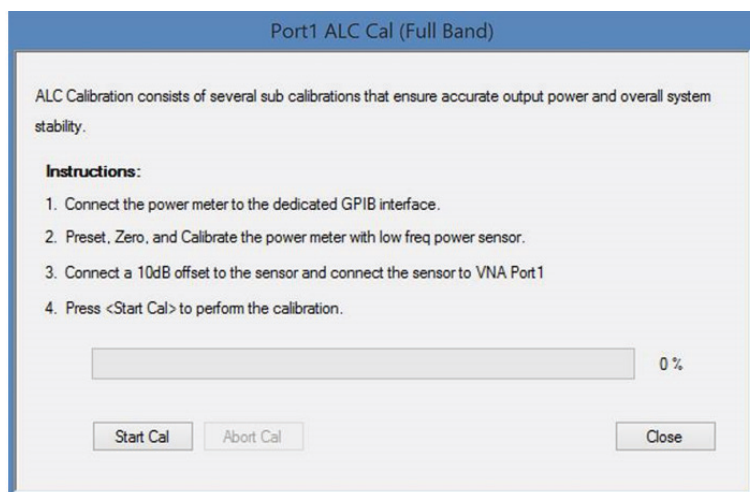 Port1 ALC Cal (Full Band)
ALC Calibration consists of several sub calibrations that ensure accurate output power and overall system
stability.
Instructions:
1. Connect the power meter to the dedicated GPIB interface.
2. Preset, Zero, and Calibrate the power meter with low freq power sensor.
3. Connect a 10dB offset to the sensor and connect the sensor to VNA Port1
4. Press <Start Cal> to perform the calibration.
0 %
Start Cal Abort Cal Close